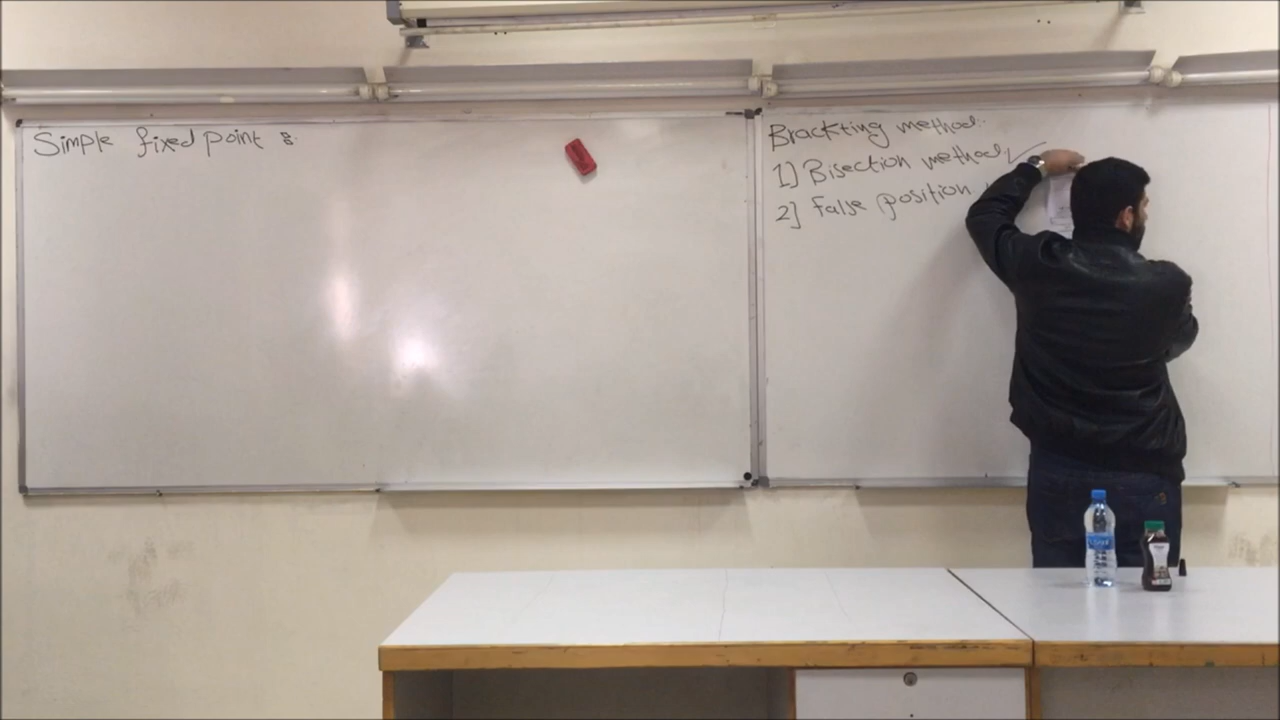 Simple fixed point :
Brackting method:
1] Bisection method ✓
2] False position